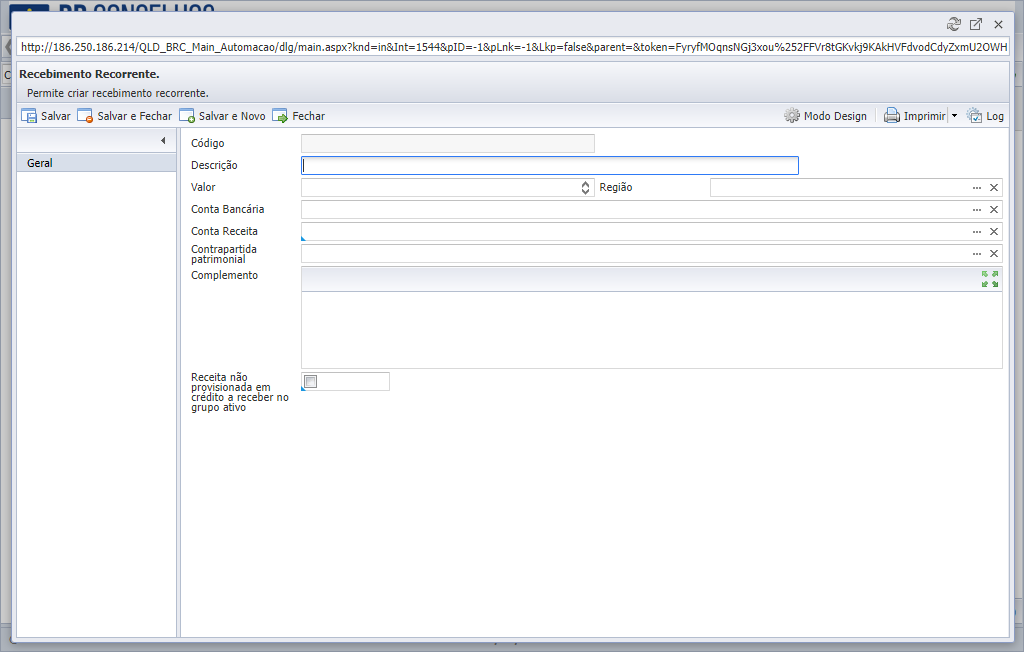 http://186.250.186.214/QLD_BRC_Main_Automacao/dlg/main.aspx?knd=in&Int=1544&pID=-1&pLnk=-1&Lkp=false&parent=&token=FyryfMOqnsNGj3xou%252FFVr8tGKvkj9KAkHVFdvodCdyZxmU2OWH
Recebimento Recorrente.
Permite criar recebimento recorrente.
Salvar Salvar e Fechar Salvar e Novo Fechar Modo Design Imprimir Log
Geral
Código
Descrição
Valor Região
Conta Bancária
Conta Receita
Contrapartida
patrimonial
Complemento
Receita não
provisionada em
crédito a receber no
grupo ativo